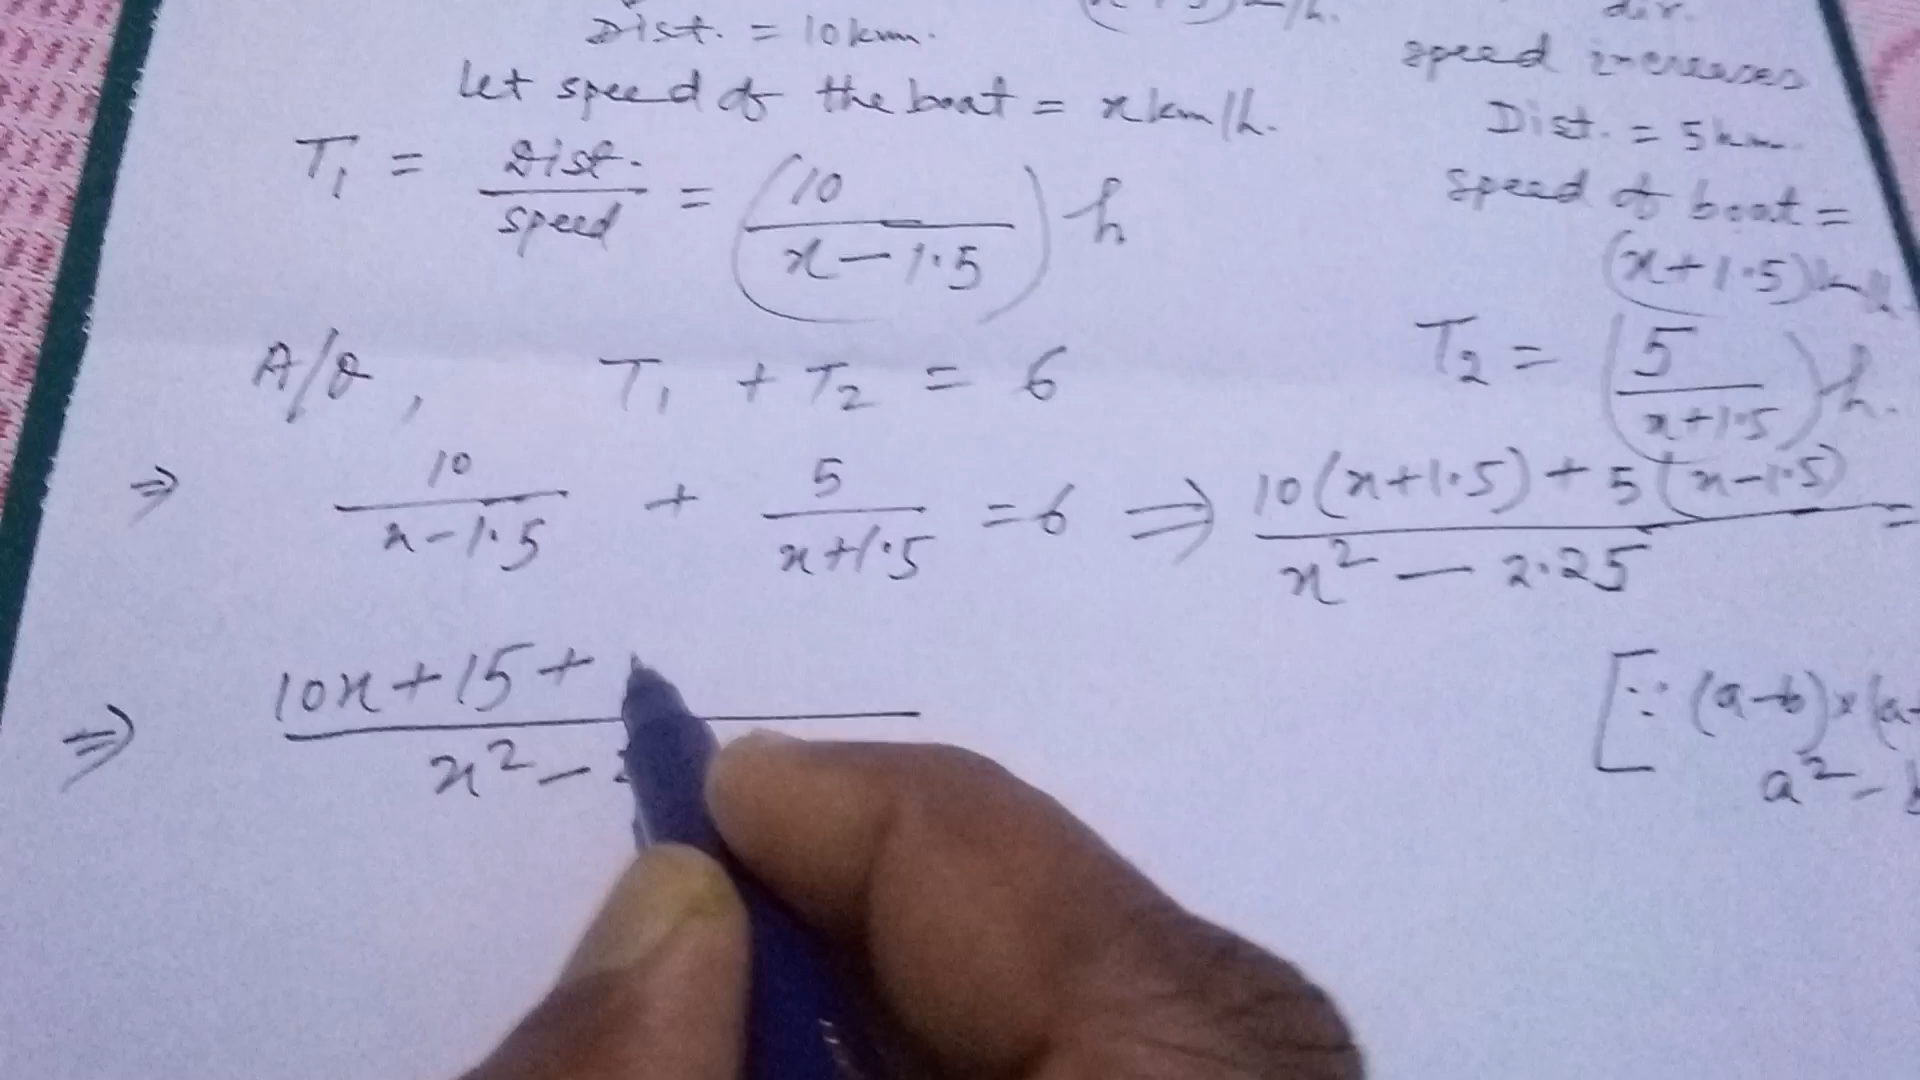 Dist. = 10 km.
dir.
Let speed of the boat = x km/h.
speed increases
Dist. = 5 km.
T₁ = Dist./speed = (10/(x-1.5)) h
speed of boat =
(x+1.5) km/h.
A/Q, T₁ + T₂ = 6
T₂ = (5/(x+1.5)) h.
⇒ 10/(x-1.5) + 5/(x+1.5) = 6 ⇒ (10(x+1.5) + 5(x-1.5))/(x² - 2.25) =
⇒ (10x + 15 +)/(x² -
[∵ (a-b)×(a
a² -